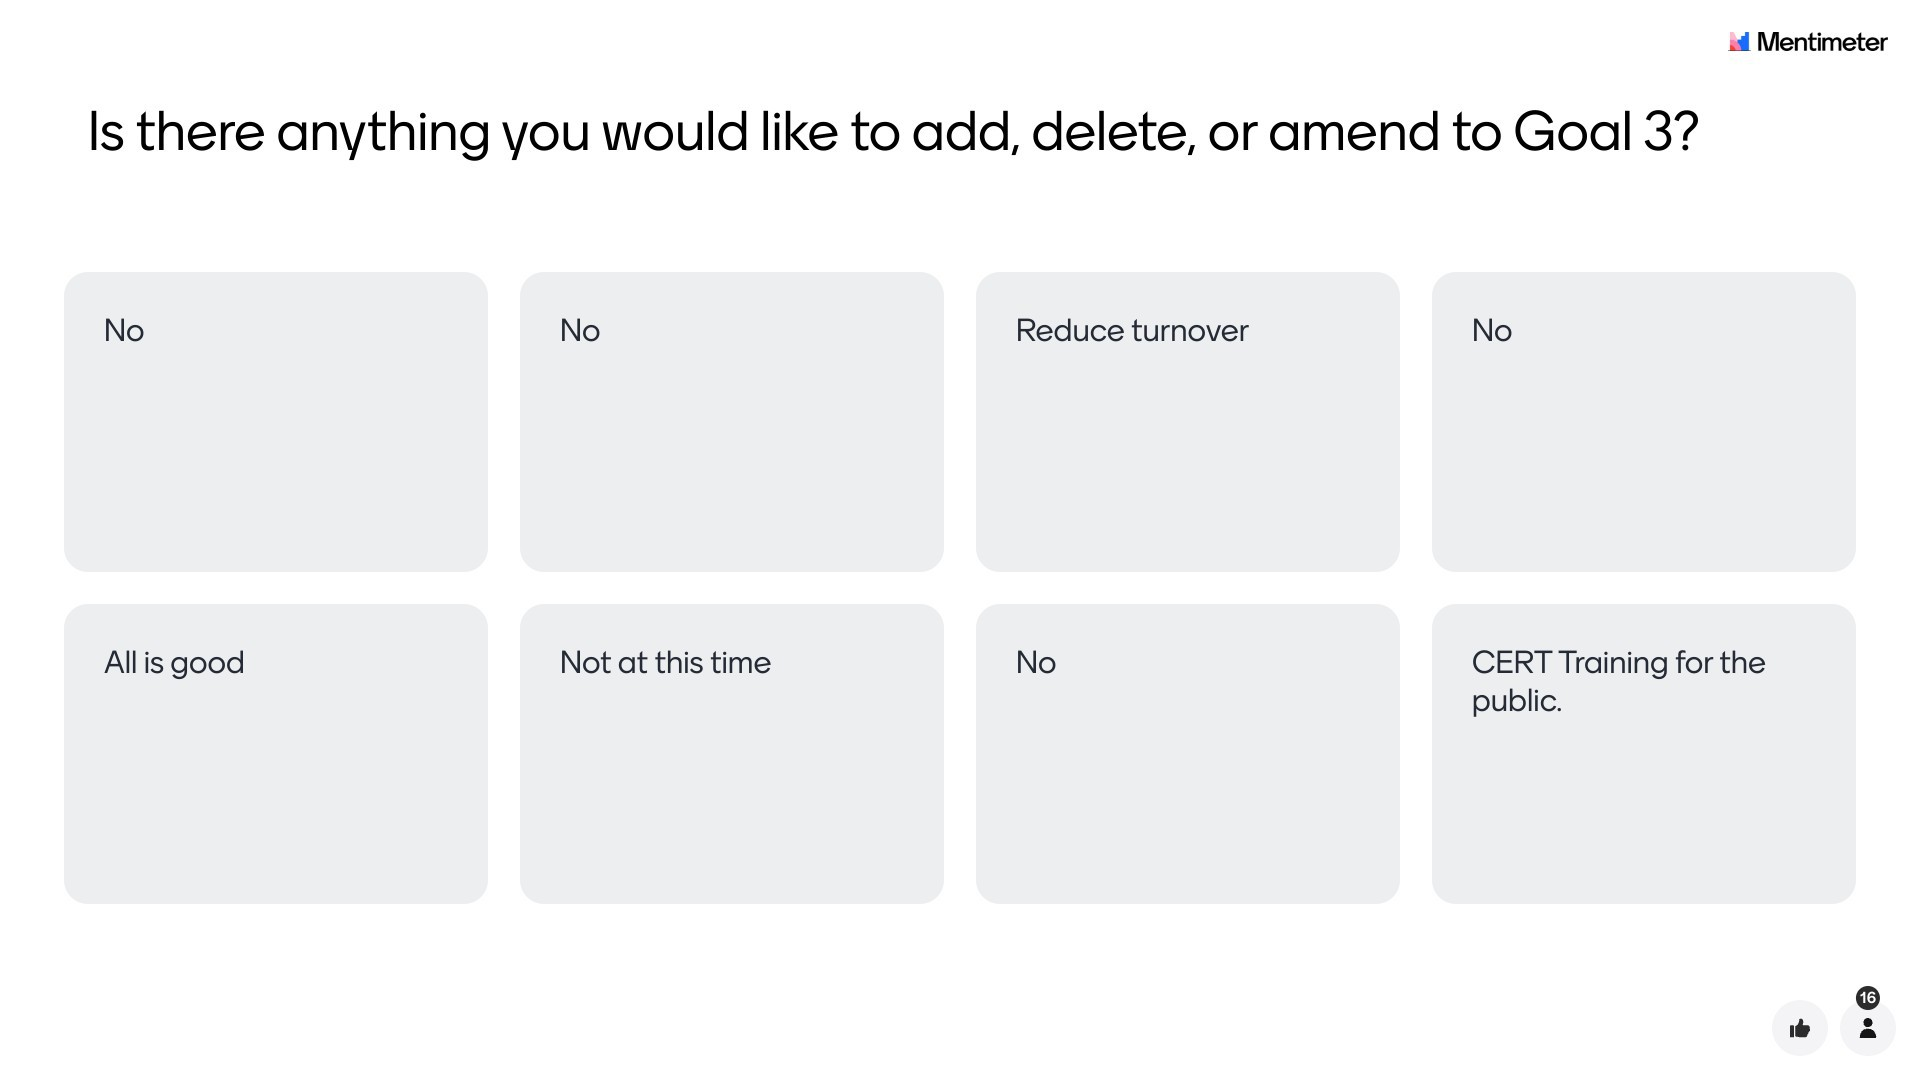 Mentimeter
Is there anything you would like to add, delete, or amend to Goal 3?
No
No
Reduce turnover
No
All is good
Not at this time
No
CERT Training for the
public.
16